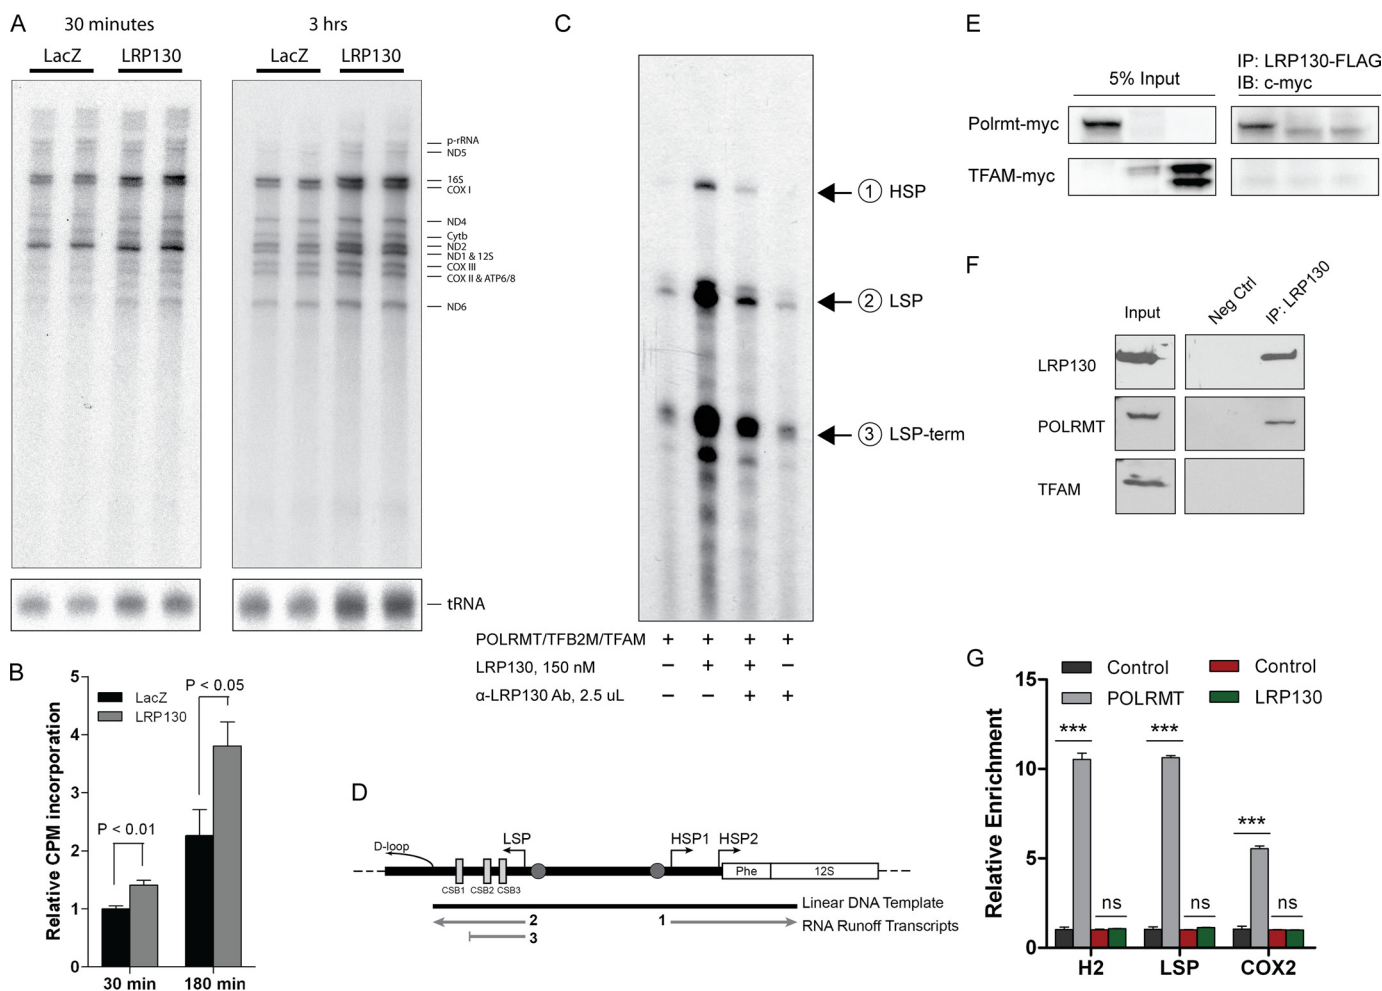 A
30 minutes
3 hrs
LacZ
LRP130
LacZ
LRP130
p-rRNA
ND5
16S
COX I
ND4
Cytb
ND2
ND1 & 12S
COX III
COX II & ATP6/8
ND6
tRNA
B
Relative CPM incorporation
5
4
3
2
1
0
LacZ
LRP130
P < 0.01
P < 0.05
30 min
180 min
C
1 HSP
2 LSP
3 LSP-term
POLRMT/TFB2M/TFAM + + + +
LRP130, 150 nM – + + –
α-LRP130 Ab, 2.5 uL – – + +
D
D-loop
LSP
HSP1
HSP2
CSB1
CSB2
CSB3
Phe
12S
Linear DNA Template
2
1
RNA Runoff Transcripts
3
E
5% Input
IP: LRP130-FLAG
IB: c-myc
Polrmt-myc
TFAM-myc
F
Input
Neg Ctrl
IP: LRP130
LRP130
POLRMT
TFAM
G
Control
POLRMT
Control
LRP130
Relative Enrichment
15
10
5
0
***
***
***
ns
ns
ns
H2
LSP
COX2